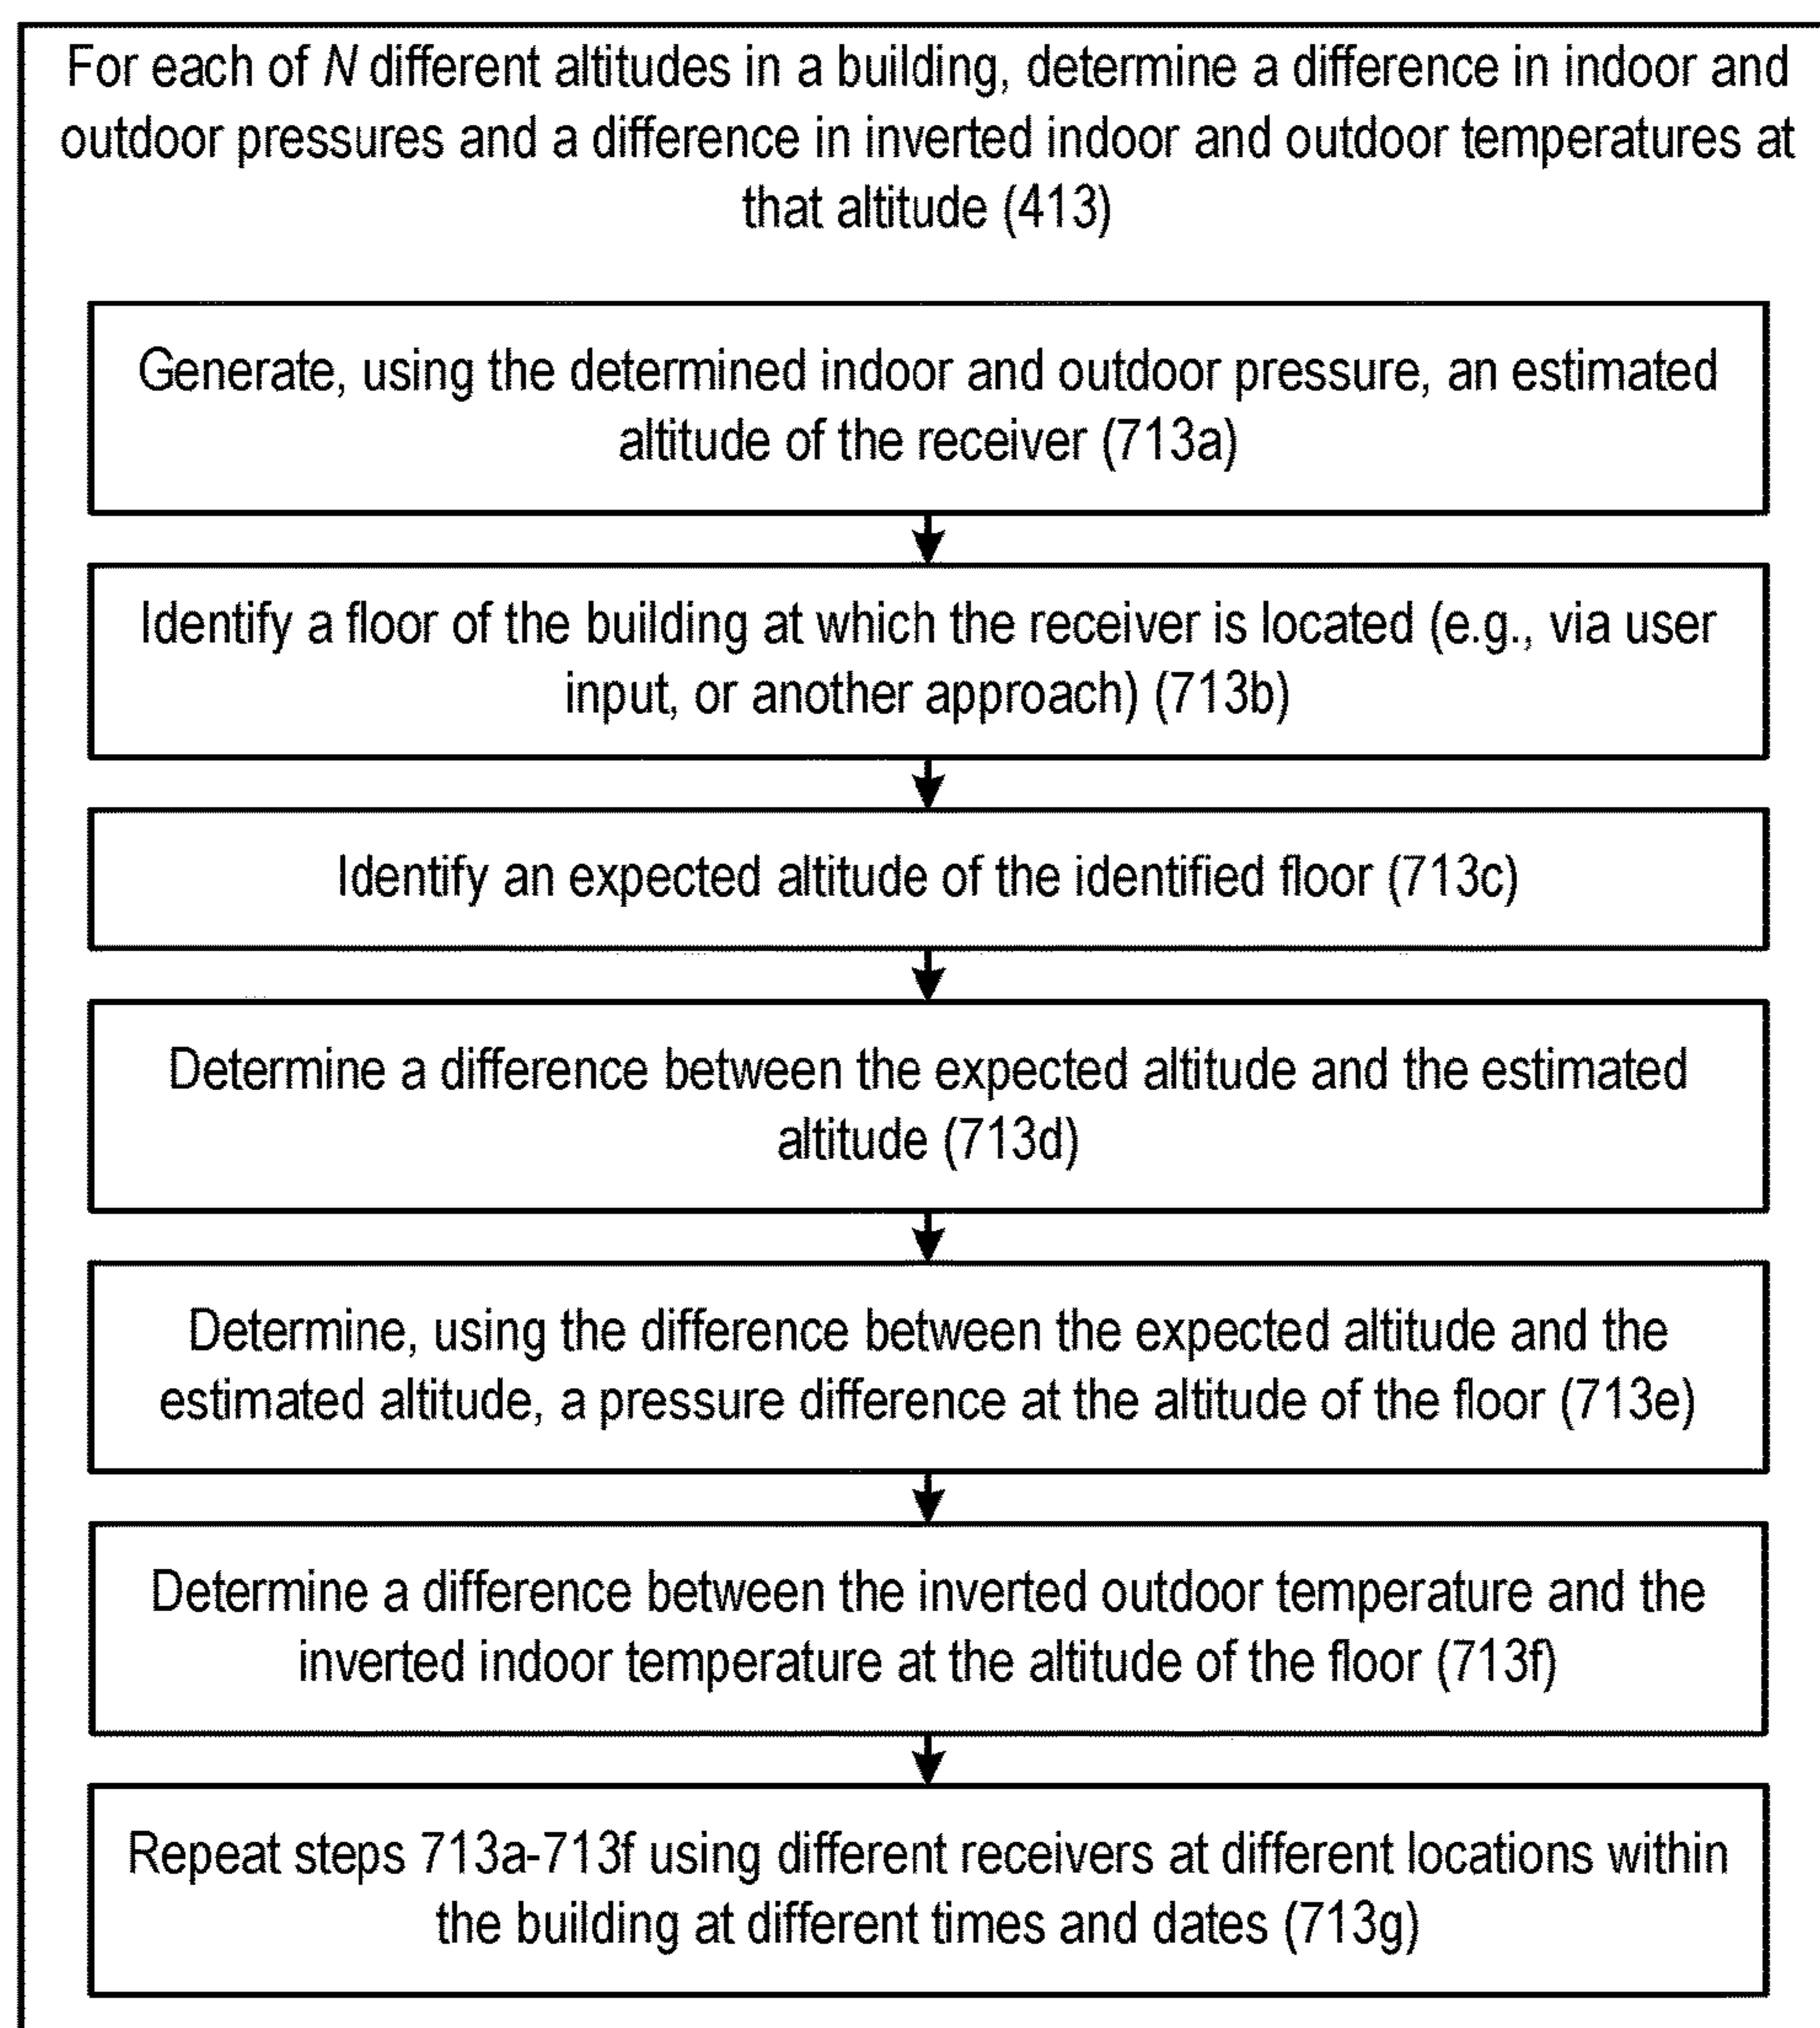 For each of N different altitudes in a building, determine a difference in indoor and
outdoor pressures and a difference in inverted indoor and outdoor temperatures at
that altitude (413)
Generate, using the determined indoor and outdoor pressure, an estimated
altitude of the receiver (713a)
Identify a floor of the building at which the receiver is located (e.g., via user
input, or another approach) (713b)
Identify an expected altitude of the identified floor (713c)
Determine a difference between the expected altitude and the estimated
altitude (713d)
Determine, using the difference between the expected altitude and the
estimated altitude, a pressure difference at the altitude of the floor (713e)
Determine a difference between the inverted outdoor temperature and the
inverted indoor temperature at the altitude of the floor (713f)
Repeat steps 713a-713f using different receivers at different locations within
the building at different times and dates (713g)